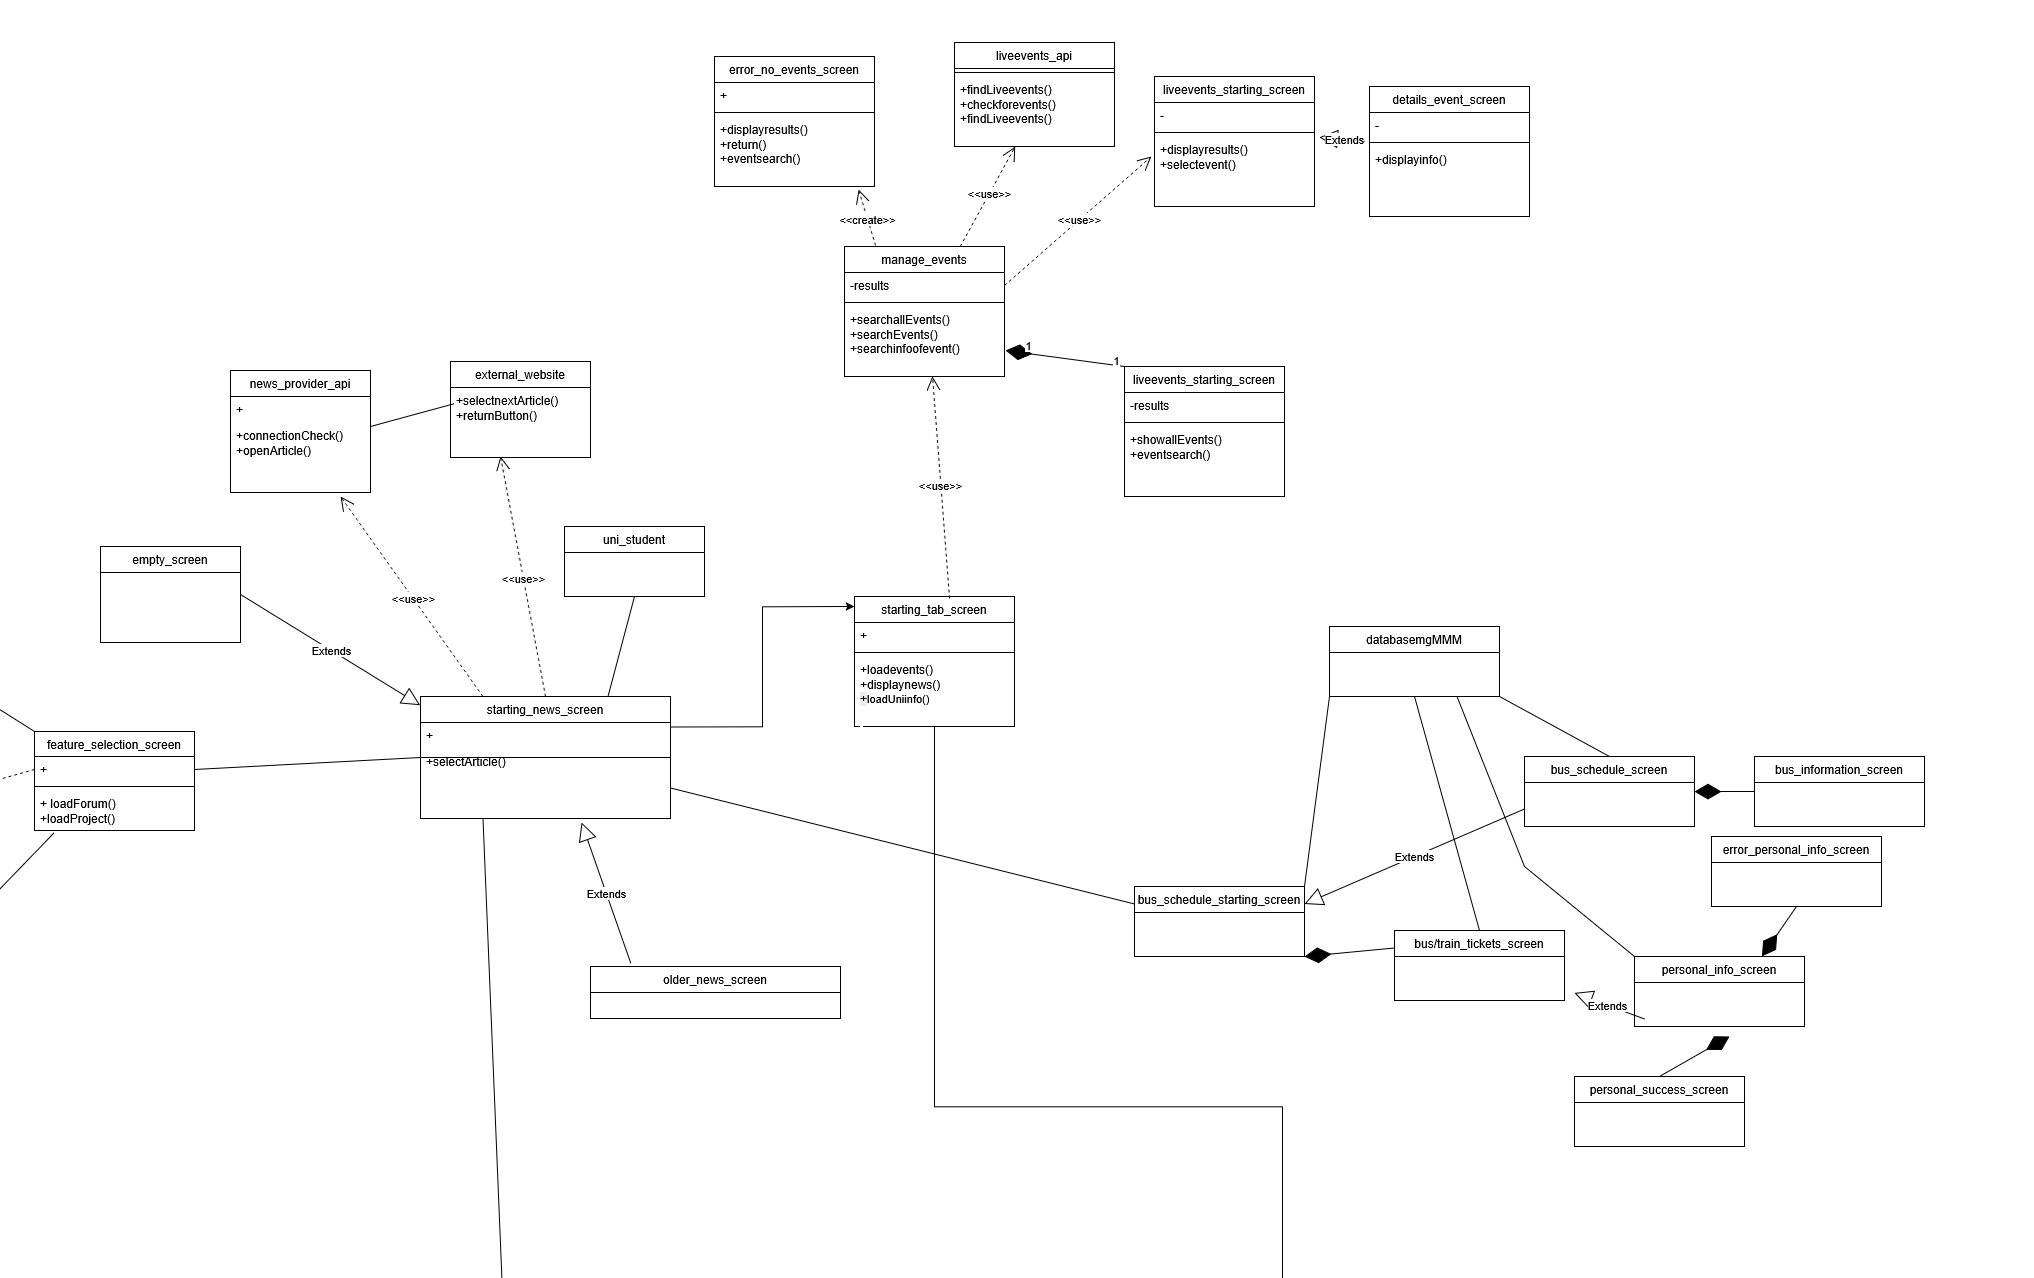 error_no_events_screen
+
+displayresults()
+return()
+eventsearch()
liveevents_api
+findLiveevents()
+checkforevents()
+findLiveevents()
liveevents_starting_screen
-
+displayresults()
+selectevent()
Extends
details_event_screen
-
+displayinfo()
<<create>>
<<use>>
<<use>>
manage_events
-results
+searchallEvents()
+searchEvents()
+searchinfoofevent()
1
1
liveevents_starting_screen
-results
+showallEvents()
+eventsearch()
news_provider_api
+
+connectionCheck()
+openArticle()
external_website
+selectnextArticle()
+returnButton()
<<use>>
<<use>>
<<use>>
uni_student
empty_screen
Extends
starting_tab_screen
+
+loadevents()
+displaynews()
+loadUniinfo()
databasemgMMM
starting_news_screen
+
+selectArticle()
feature_selection_screen
+
+ loadForum()
+loadProject()
Extends
older_news_screen
bus_schedule_screen
bus_information_screen
error_personal_info_screen
Extends
bus_schedule_starting_screen
bus/train_tickets_screen
personal_info_screen
Extends
personal_success_screen